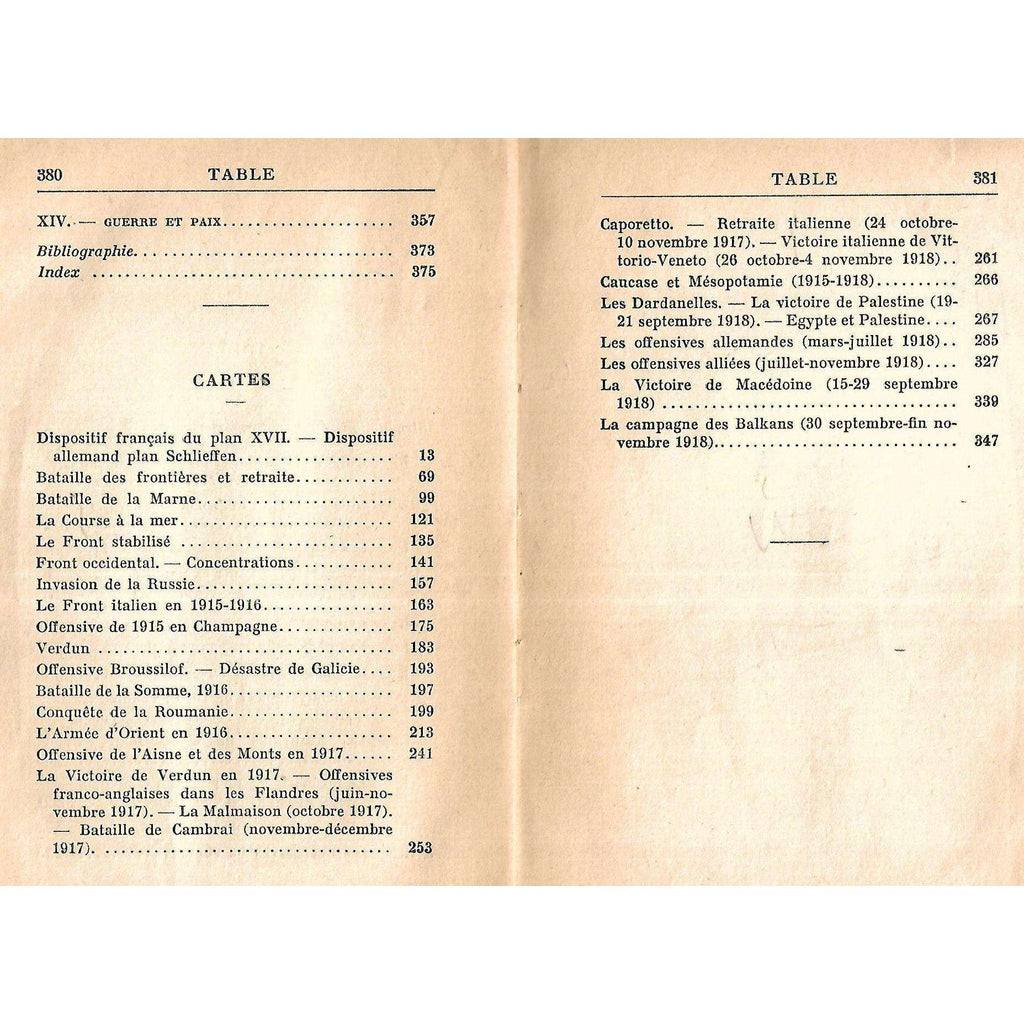 380 TABLE
XIV. — GUERRE ET PAIX..................... 357
Bibliographie............................... 373
Index .................................... 375
CARTES
Dispositif français du plan XVII. — Dispositif
allemand plan Schlieffen.................. 13
Bataille des frontières et retraite............ 69
Bataille de la Marne........................ 99
La Course à la mer.......................... 121
Le Front stabilisé .......................... 135
Front occidental. — Concentrations............ 141
Invasion de la Russie........................ 157
Le Front italien en 1915-1916................ 163
Offensive de 1915 en Champagne.............. 175
Verdun .................................... 183
Offensive Broussilof. — Désastre de Galicie.... 193
Bataille de la Somme, 1916.................... 197
Conquête de la Roumanie.................... 199
L'Armée d'Orient en 1916.................... 213
Offensive de l'Aisne et des Monts en 1917...... 241
La Victoire de Verdun en 1917. — Offensives
franco-anglaises dans les Flandres (juin-no-
vembre 1917). — La Malmaison (octobre 1917).
— Bataille de Cambrai (novembre-décembre
1917). .................................... 253
TABLE 381
Caporetto. — Retraite italienne (24 octobre-
10 novembre 1917). — Victoire italienne de Vit-
torio-Veneto (26 octobre-4 novembre 1918).. 261
Caucase et Mésopotamie (1915-1918).......... 266
Les Dardanelles. — La victoire de Palestine (19-
21 septembre 1918). — Egypte et Palestine.... 267
Les offensives allemandes (mars-juillet 1918).. 285
Les offensives alliées (juillet-novembre 1918).... 327
La Victoire de Macédoine (15-29 septembre
1918) .................................... 339
La campagne des Balkans (30 septembre-fin no-
vembre 1918).............................. 347